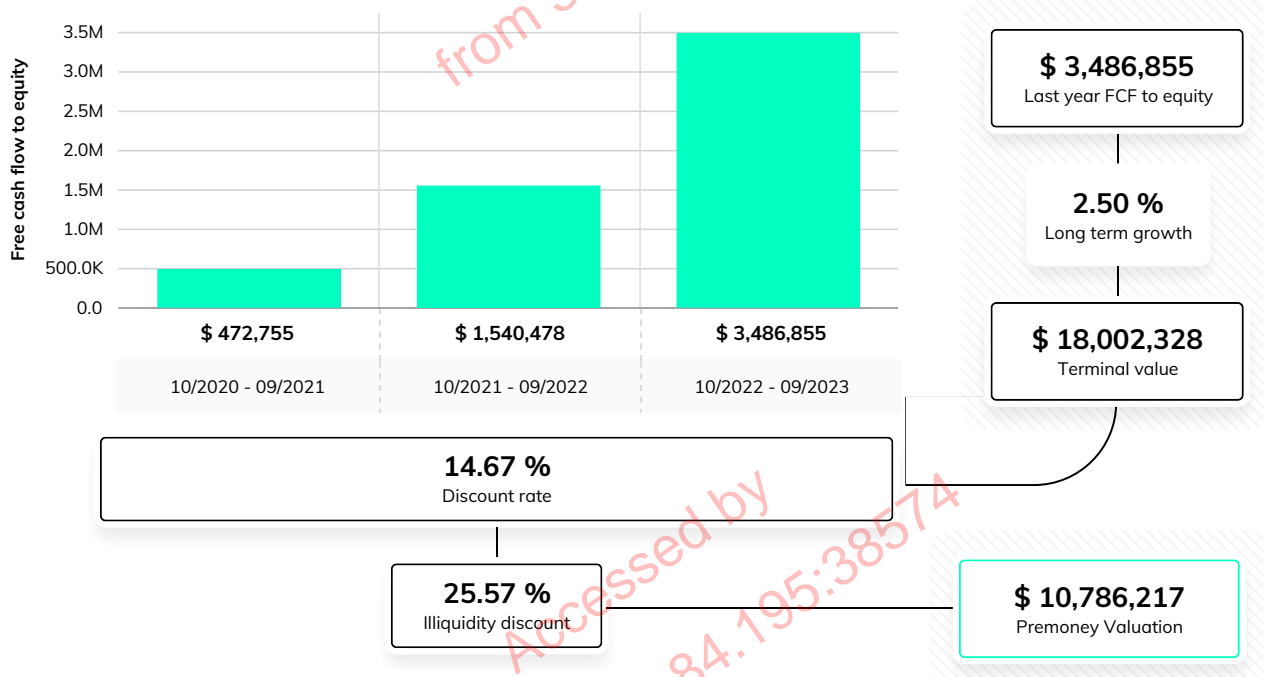 from
Free cash flow to equity
3.5M
3.0M
2.5M
2.0M
1.5M
1.0M
500.0K
0.0
$ 472,755
$ 1,540,478
$ 3,486,855
10/2020 - 09/2021
10/2021 - 09/2022
10/2022 - 09/2023
$ 3,486,855
Last year FCF to equity
2.50 %
Long term growth
$ 18,002,328
Terminal value
14.67 %
Discount rate
25.57 %
Illiquidity discount
$ 10,786,217
Premoney Valuation
Accessed by
84.195:38574